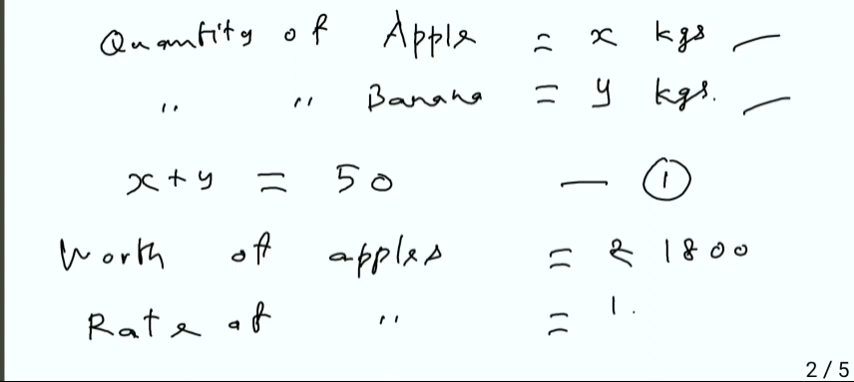 Quantity of Apple = x kgs —
" " Banana = y kgs. —
x + y = 50 — ①
Worth of apples = ₹ 1800
Rate of " = 1.
2 / 5